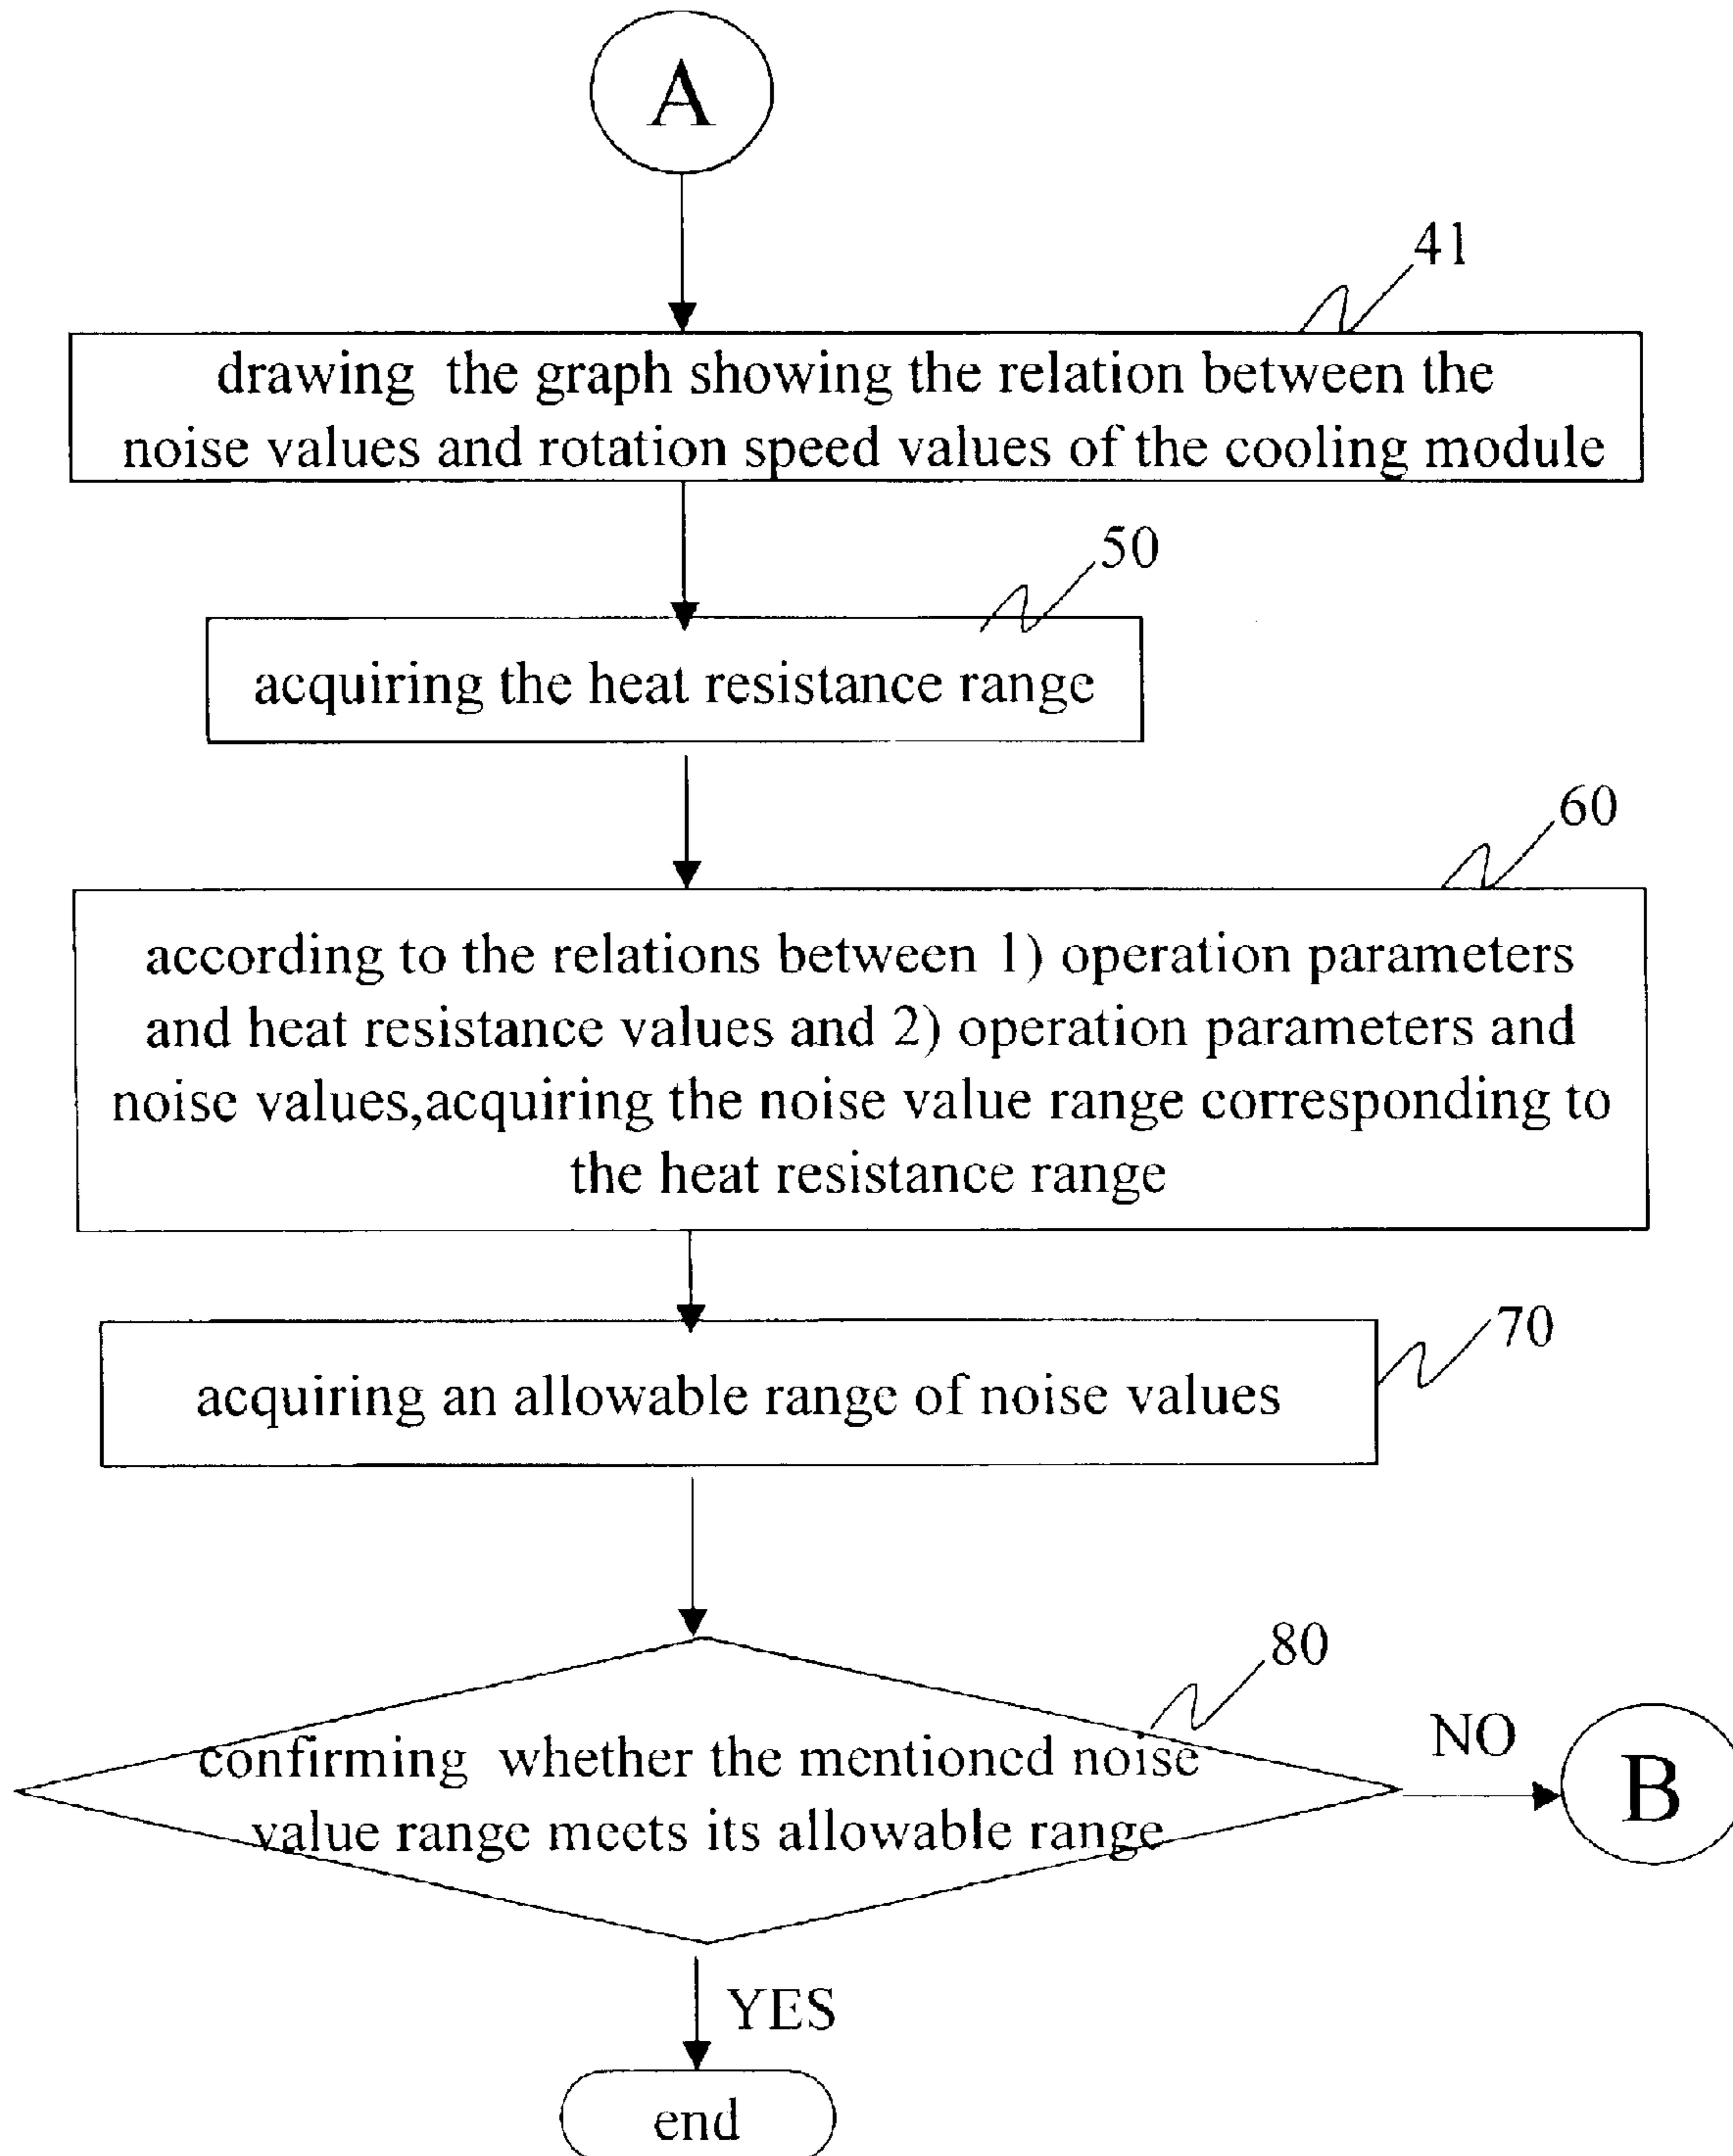 A
41
drawing the graph showing the relation between the
noise values and rotation speed values of the cooling module
50
acquiring the heat resistance range
60
according to the relations between 1) operation parameters
and heat resistance values and 2) operation parameters and
noise values,acquiring the noise value range corresponding to
the heat resistance range
70
acquiring an allowable range of noise values
80
confirming whether the mentioned noise
value range meets its allowable range
NO
B
YES
end